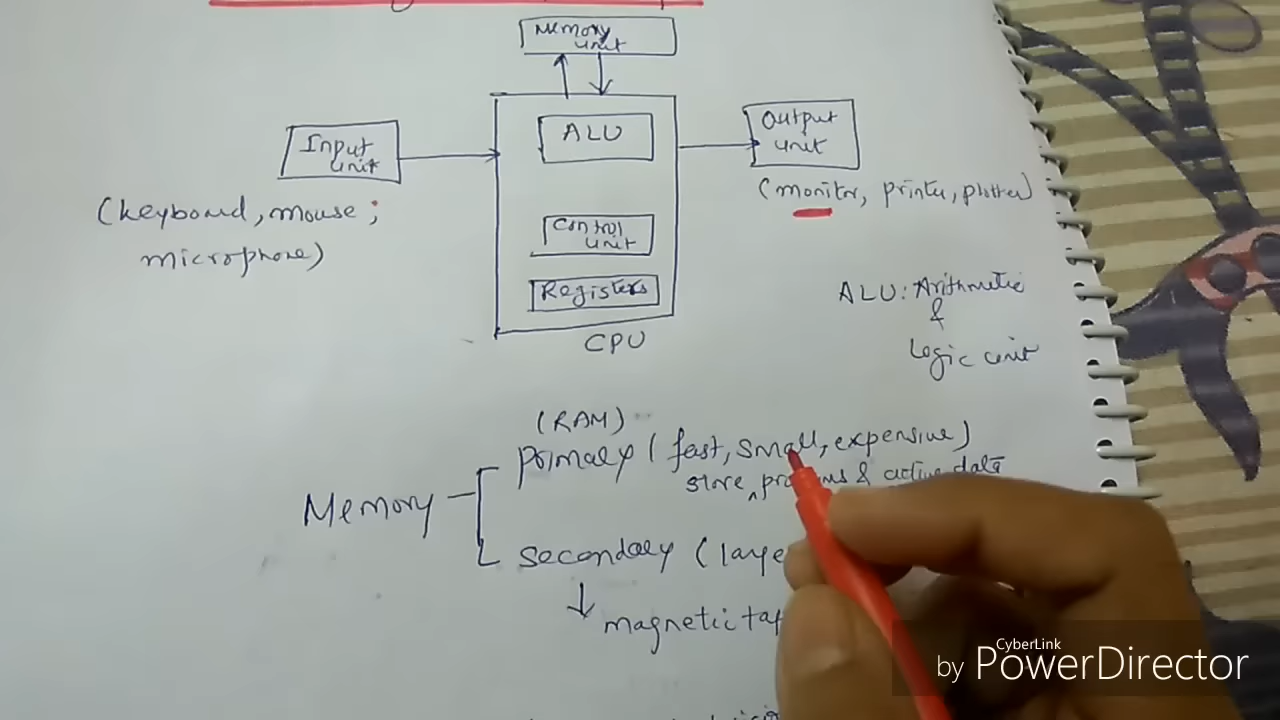 Memory
unit
ALU
Input
unit
Output
unit
(keyboard, mouse;
microphone)
(monitor, printer, plotter)
Control
unit
Registers
CPU
ALU: Arithmetic
&
Logic unit
(RAM)
Primary (fast, small, expensive)
store, & active data
Memory
Secondary (large
magnetic
CyberLink
by PowerDirector